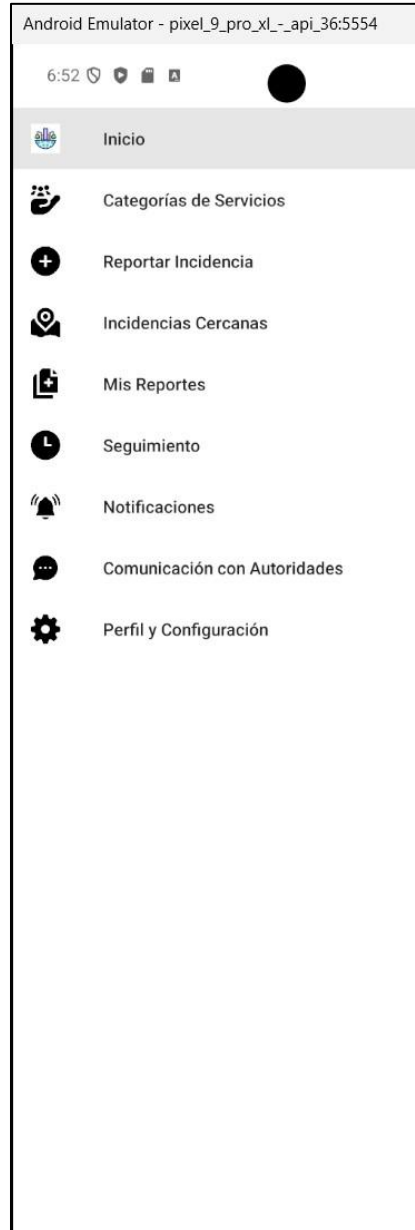 Android Emulator - pixel_9_pro_xl_-_api_36:5554
6:52
Inicio
Categorías de Servicios
Reportar Incidencia
Incidencias Cercanas
Mis Reportes
Seguimiento
Notificaciones
Comunicación con Autoridades
Perfil y Configuración